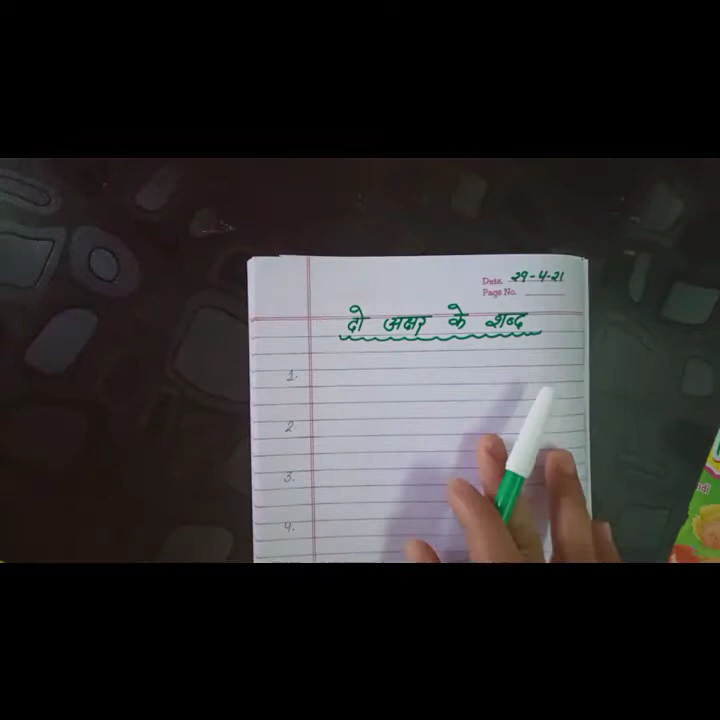 Date. 29-4-21
Page No.
दो अक्षर के शब्द
1.
2.
3.
4.